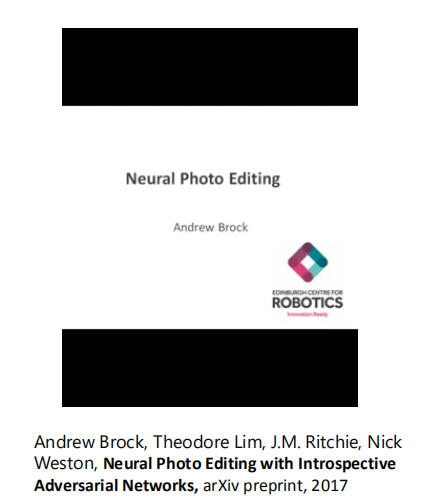 Neural Photo Editing
Andrew Brock
EDINBURGH CENTRE FOR
ROBOTICS
Innovation Ready
Andrew Brock, Theodore Lim, J.M. Ritchie, Nick
Weston, Neural Photo Editing with Introspective
Adversarial Networks, arXiv preprint, 2017